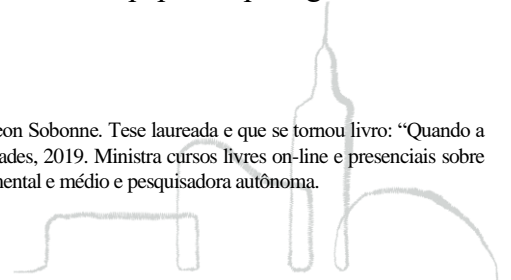 eon Sobonne. Tese laureada e que se tornou livro: “Quando a
ades, 2019. Ministra cursos livres on-line e presenciais sobre
mental e médio e pesquisadora autônoma.